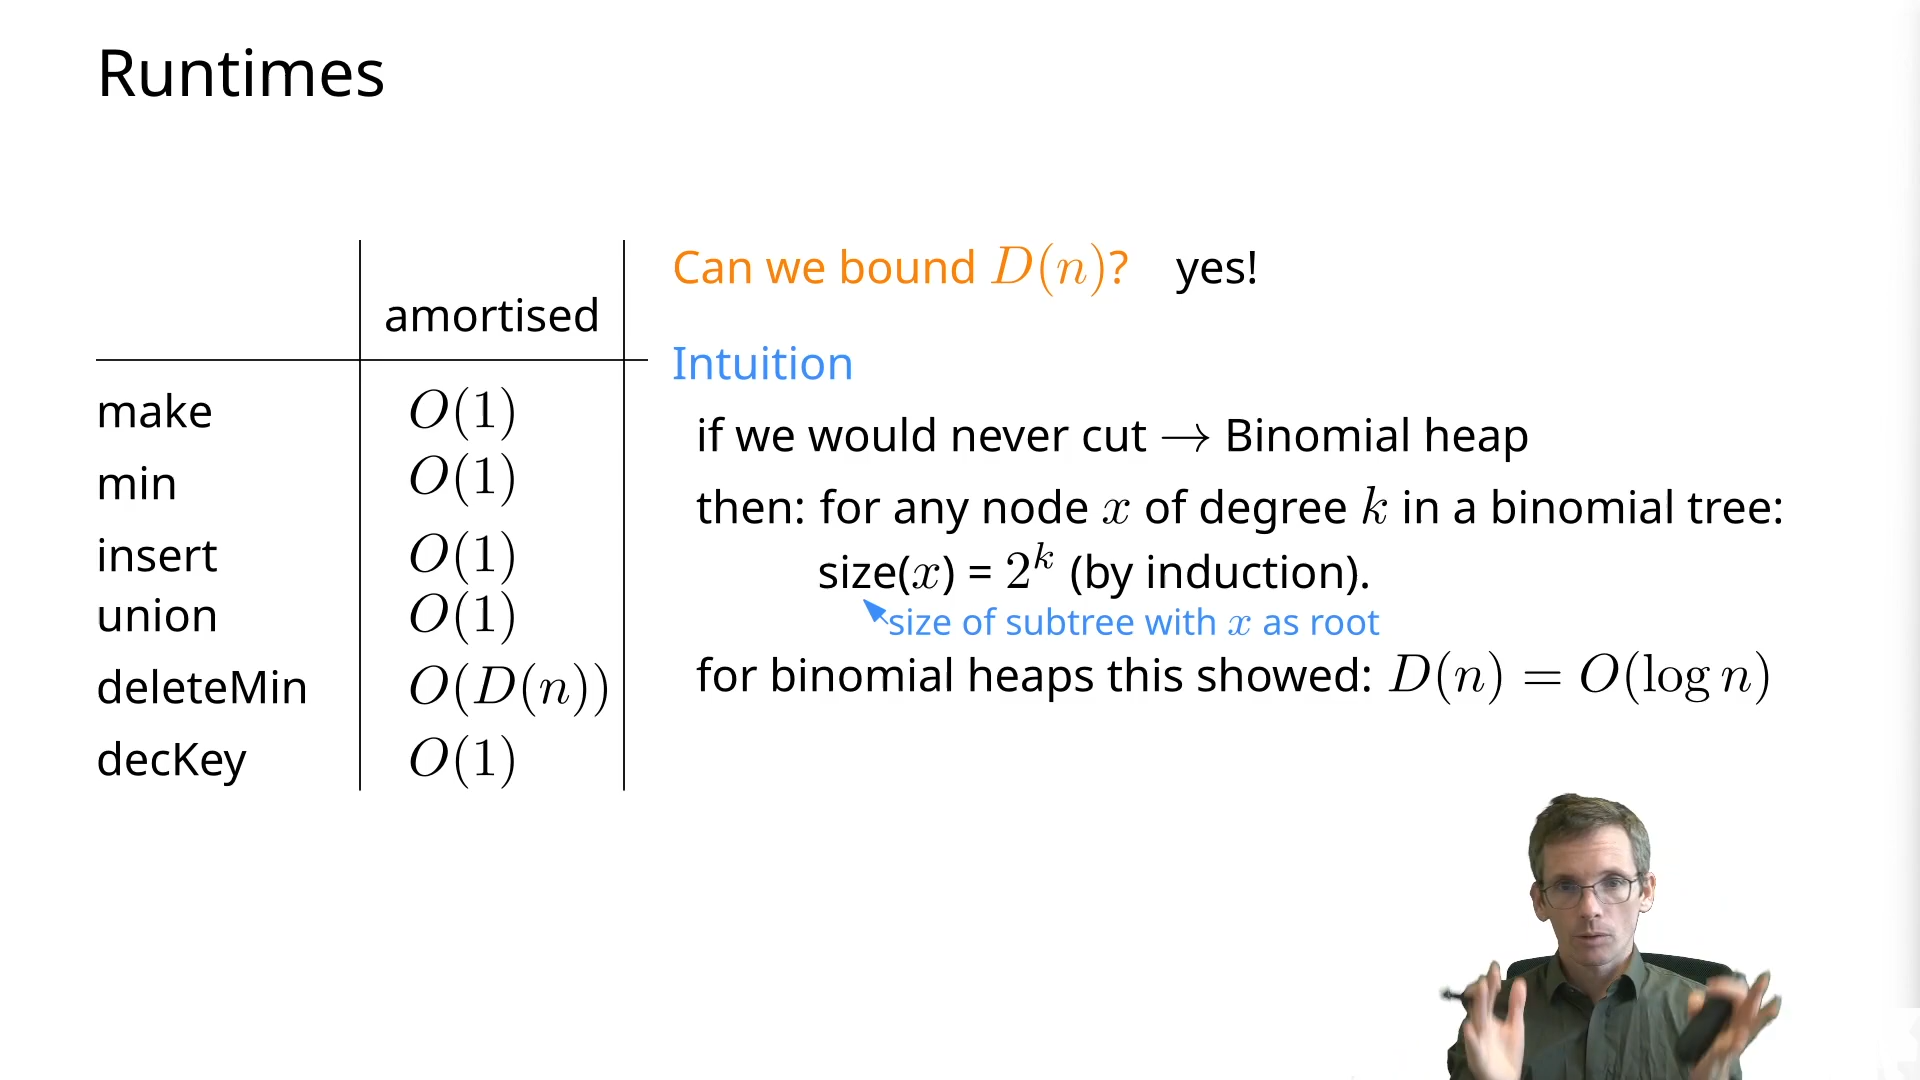 Runtimes
amortised
make O(1)
min O(1)
insert O(1)
union O(1)
deleteMin O(D(n))
decKey O(1)
Can we bound D(n)? yes!
Intuition
if we would never cut → Binomial heap
then: for any node x of degree k in a binomial tree:
size(x) = 2^k (by induction).
size of subtree with x as root
for binomial heaps this showed: D(n) = O(log n)